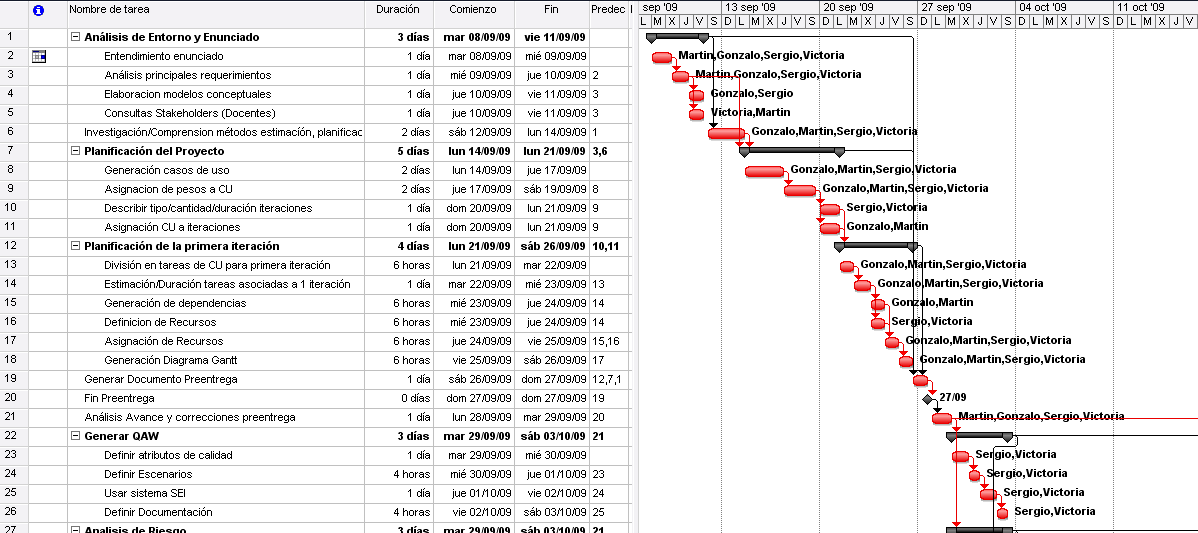 Nombre de tarea Duración Comienzo Fin Predec
sep '09 13 sep '09 20 sep '09 27 sep '09 04 oct '09 11 oct '09
L M X J V S D L M X J V S D L M X J V S D L M X J V S D L M X J V S D L M X J V
1 Análisis de Entorno y Enunciado 3 días mar 08/09/09 vie 11/09/09
2 Entendimiento enunciado 1 día mar 08/09/09 mié 09/09/09 Martin,Gonzalo,Sergio,Victoria
3 Análisis principales requerimientos 1 día mié 09/09/09 jue 10/09/09 2 Martin,Gonzalo,Sergio,Victoria
4 Elaboracion modelos conceptuales 1 día jue 10/09/09 vie 11/09/09 3 Gonzalo,Sergio
5 Consultas Stakeholders (Docentes) 1 día jue 10/09/09 vie 11/09/09 3 Victoria,Martin
6 Investigación/Comprension métodos estimacíon, planificac 2 días sáb 12/09/09 lun 14/09/09 1 Gonzalo,Martin,Sergio,Victoria
7 Planificación del Proyecto 5 días lun 14/09/09 lun 21/09/09 3,6
8 Generación casos de uso 2 días lun 14/09/09 jue 17/09/09 Gonzalo,Martin,Sergio,Victoria
9 Asignacion de pesos a CU 2 días jue 17/09/09 sáb 19/09/09 8 Gonzalo,Martin,Sergio,Victoria
10 Describir tipo/cantidad/duración iteraciones 1 día dom 20/09/09 lun 21/09/09 9 Sergio,Victoria
11 Asignación CU a iteraciones 1 día dom 20/09/09 lun 21/09/09 9 Gonzalo,Martin
12 Planificación de la primera iteración 4 días lun 21/09/09 sáb 26/09/09 10,11
13 División en tareas de CU para primera iteración 6 horas lun 21/09/09 mar 22/09/09 Gonzalo,Martin,Sergio,Victoria
14 Estimación/Duración tareas asociadas a 1 iteración 1 día mar 22/09/09 mié 23/09/09 13 Gonzalo,Martin,Sergio,Victoria
15 Generación de dependencias 6 horas mié 23/09/09 jue 24/09/09 14 Gonzalo,Martin
16 Definicion de Recursos 6 horas mié 23/09/09 jue 24/09/09 14 Sergio,Victoria
17 Asignación de Recursos 6 horas jue 24/09/09 vie 25/09/09 15,16 Gonzalo,Martin,Sergio,Victoria
18 Generación Diagrama Gantt 6 horas vie 25/09/09 sáb 26/09/09 17 Gonzalo,Martin,Sergio,Victoria
19 Generar Documento Preentrega 1 día sáb 26/09/09 dom 27/09/09 12,7,1
20 Fin Preentrega 0 días dom 27/09/09 dom 27/09/09 19 27/09
21 Análisis Avance y correcciones preentrega 1 día lun 28/09/09 mar 29/09/09 20 Martin,Gonzalo,Sergio,Victoria
22 Generar QAW 3 días mar 29/09/09 sáb 03/10/09 21
23 Definir atributos de calidad 1 día mar 29/09/09 mié 30/09/09 Sergio,Victoria
24 Definir Escenarios 4 horas mié 30/09/09 jue 01/10/09 23 Sergio,Victoria
25 Usar sistema SEI 1 día jue 01/10/09 vie 02/10/09 24 Sergio,Victoria
26 Definir Documentación 4 horas vie 02/10/09 sáb 03/10/09 25 Sergio,Victoria
27 Analisis de Riesgo 3 días mar 29/09/09 sáb 03/10/09 21